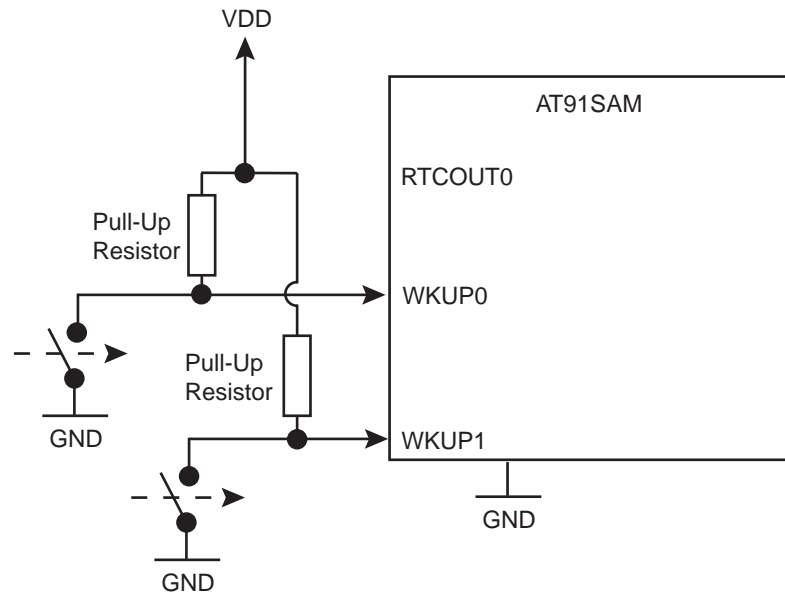 VDD
AT91SAM
RTCOUT0
Pull-Up
Resistor
WKUP0
Pull-Up
Resistor
GND
WKUP1
GND
GND